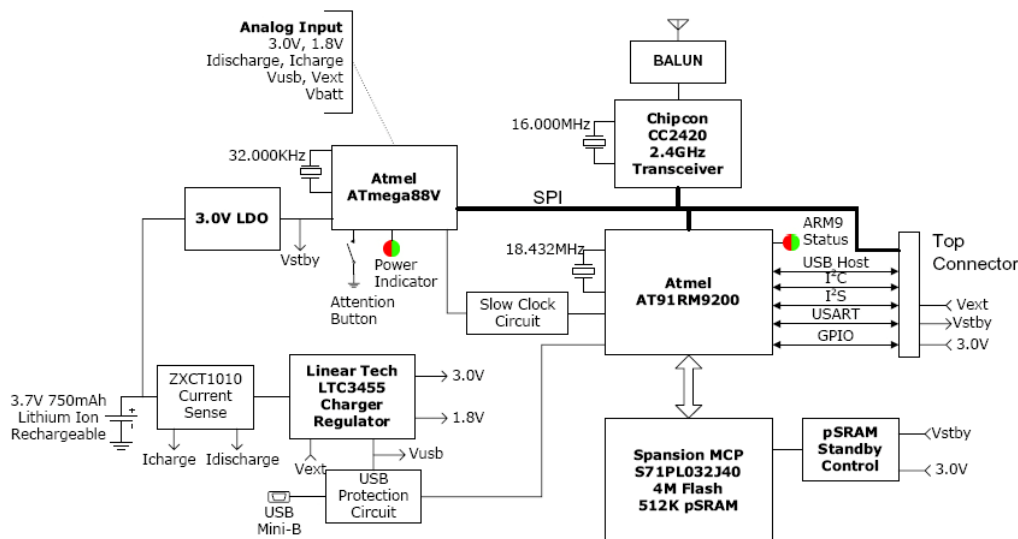 Analog Input
3.0V, 1.8V
Idischarge, Icharge
Vusb, Vext
Vbatt
BALUN
16.000MHz
Chipcon
CC2420
2.4GHz
Transceiver
32.000KHz
Atmel
ATmega88V
SPI
3.0V LDO
Vstby
Power
Indicator
Attention
Button
18.432MHz
Atmel
AT91RM9200
ARM9
Status
Top
Connector
USB Host
I²C
I²S
USART
GPIO
Vext
Vstby
3.0V
Slow Clock
Circuit
3.7V 750mAh
Lithium Ion
Rechargeable
ZXCT1010
Current
Sense
Icharge
Idischarge
Linear Tech
LTC3455
Charger
Regulator
3.0V
1.8V
Vext
Vusb
USB
Protection
Circuit
USB
Mini-B
Spansion MCP
S71PL032J40
4M Flash
512K pSRAM
pSRAM
Standby
Control
Vstby
3.0V